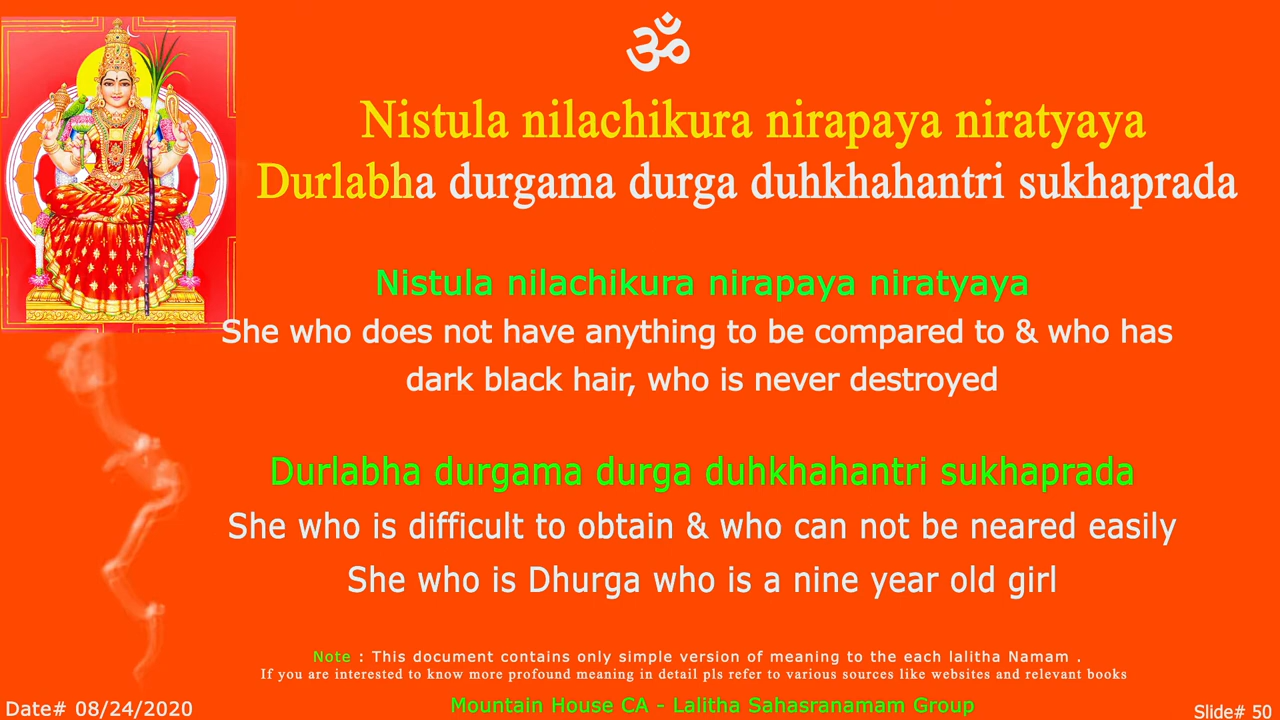 ॐ
Nistula nilachikura nirapaya niratyaya
Durlabha durgama durga duhkhahantri sukhaprada
Nistula nilachikura nirapaya niratyaya
She who does not have anything to be compared to & who has
dark black hair, who is never destroyed
Durlabha durgama durga duhkhahantri sukhaprada
She who is difficult to obtain & who can not be neared easily
She who is Dhurga who is a nine year old girl
Note : This document contains only simple version of meaning to the each lalitha Namam .
If you are interested to know more profound meaning in detail pls refer to various sources like websites and relevant books
Mountain House CA - Lalitha Sahasranamam Group
Date# 08/24/2020
Slide# 50